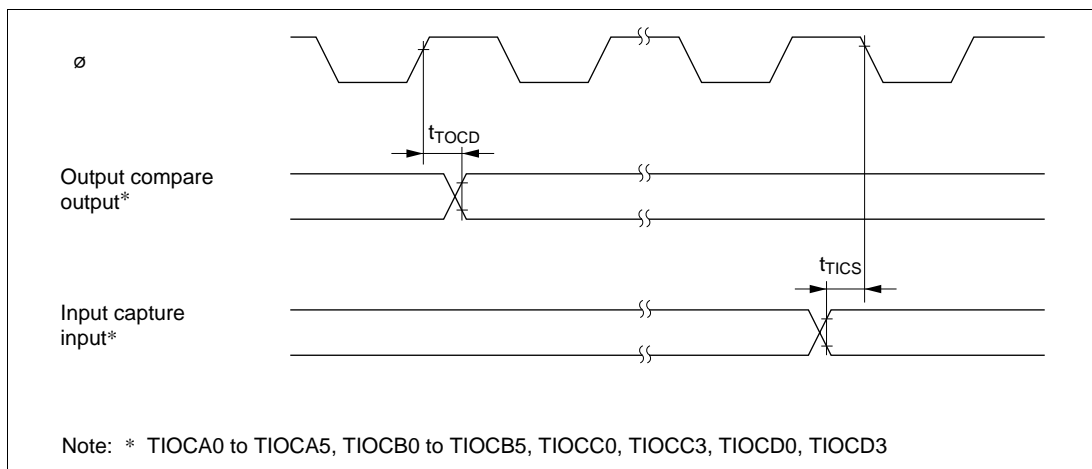 ø
tTOCD
Output compare
output*
tTICS
Input capture
input*
Note: * TIOCA0 to TIOCA5, TIOCB0 to TIOCB5, TIOCC0, TIOCC3, TIOCD0, TIOCD3